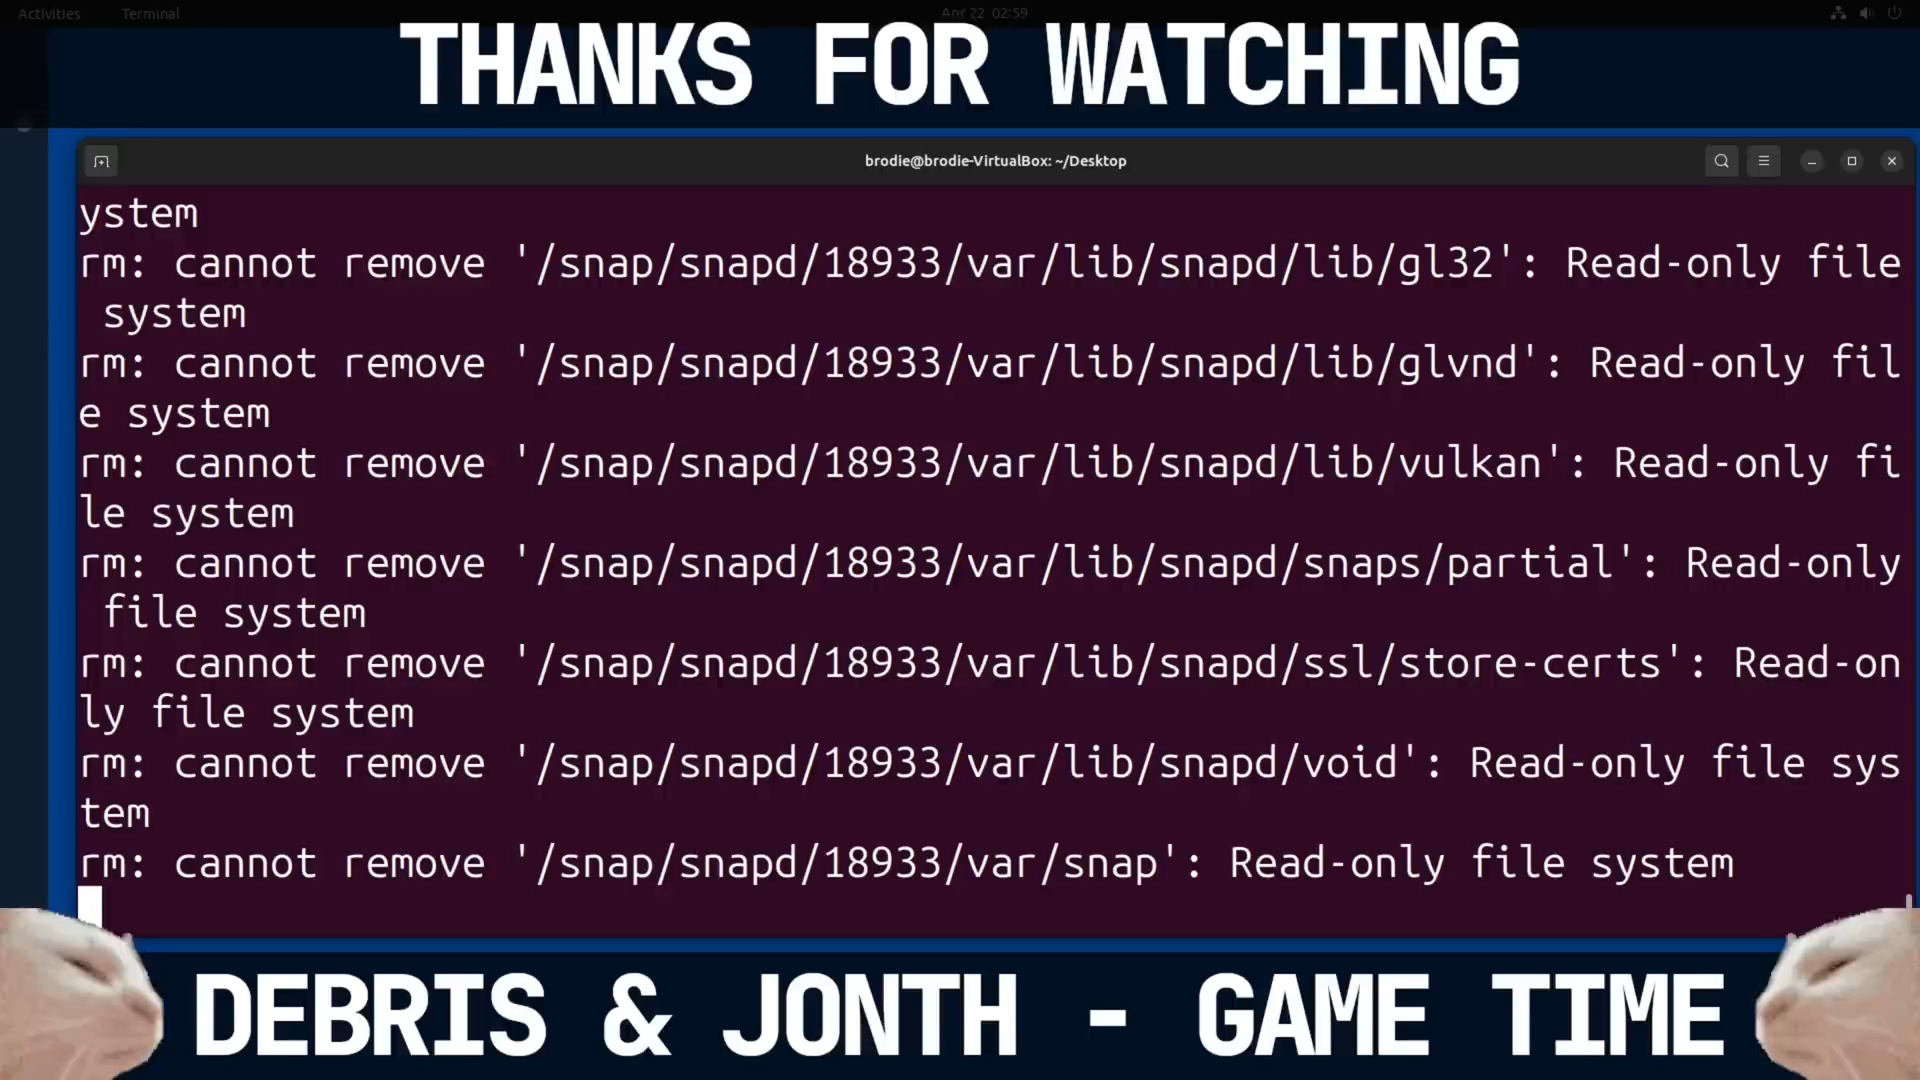 Activities Terminal Apr 22 02:59
THANKS FOR WATCHING
brodie@brodie-VirtualBox: ~/Desktop
ystem
rm: cannot remove '/snap/snapd/18933/var/lib/snapd/lib/gl32': Read-only file
 system
rm: cannot remove '/snap/snapd/18933/var/lib/snapd/lib/glvnd': Read-only fil
e system
rm: cannot remove '/snap/snapd/18933/var/lib/snapd/lib/vulkan': Read-only fi
le system
rm: cannot remove '/snap/snapd/18933/var/lib/snapd/snaps/partial': Read-only
 file system
rm: cannot remove '/snap/snapd/18933/var/lib/snapd/ssl/store-certs': Read-on
ly file system
rm: cannot remove '/snap/snapd/18933/var/lib/snapd/void': Read-only file sys
tem
rm: cannot remove '/snap/snapd/18933/var/snap': Read-only file system
DEBRIS & JONTH - GAME TIME